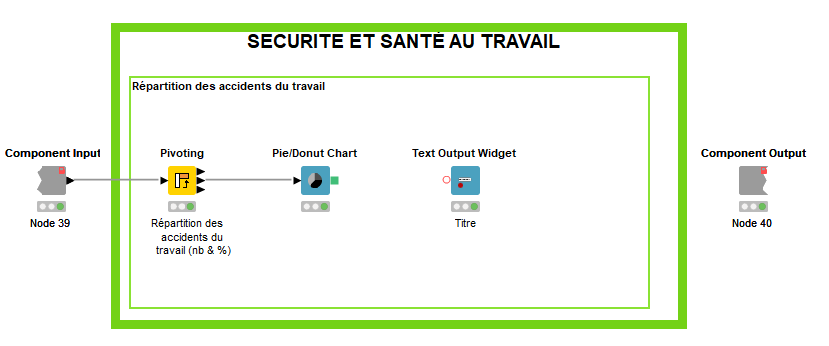 SECURITE ET SANTÉ AU TRAVAIL
Répartition des accidents du travail
Component Input
Pivoting
Pie/Donut Chart
Text Output Widget
Component Output
Node 39
Répartition des
accidents du
travail (nb & %)
Titre
Node 40